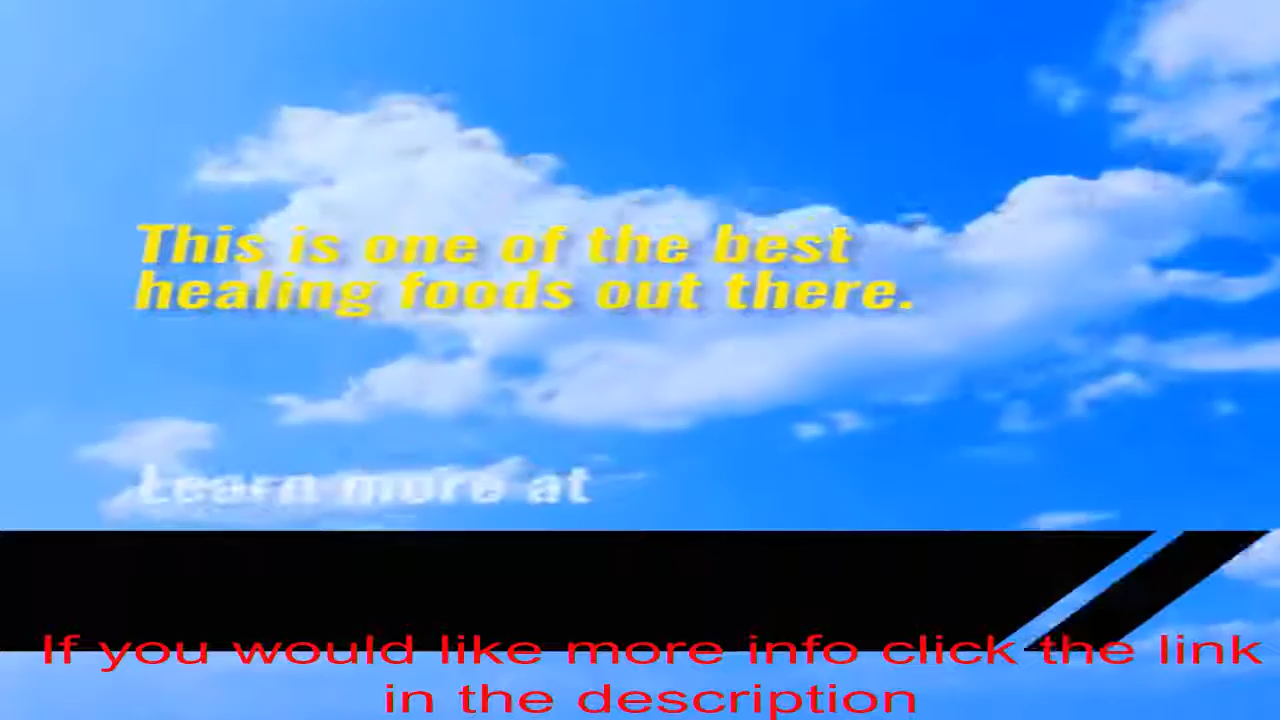 This is one of the best
healing foods out there.
Learn more at
If you would like more info click the link
in the description